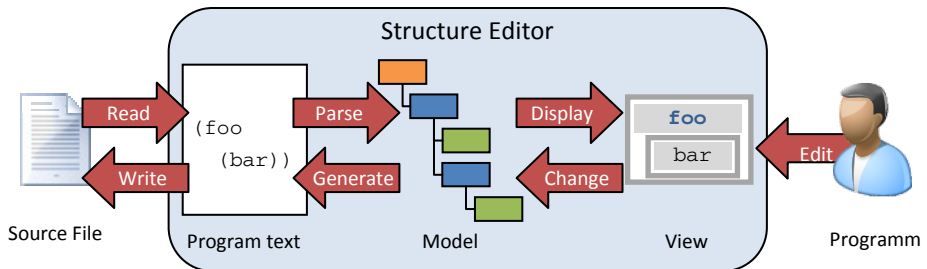 Structure Editor
Read
Parse
Display
foo
(foo
(bar))
bar
Edit
Write
Generate
Change
Source File
Program text
Model
View
Programm